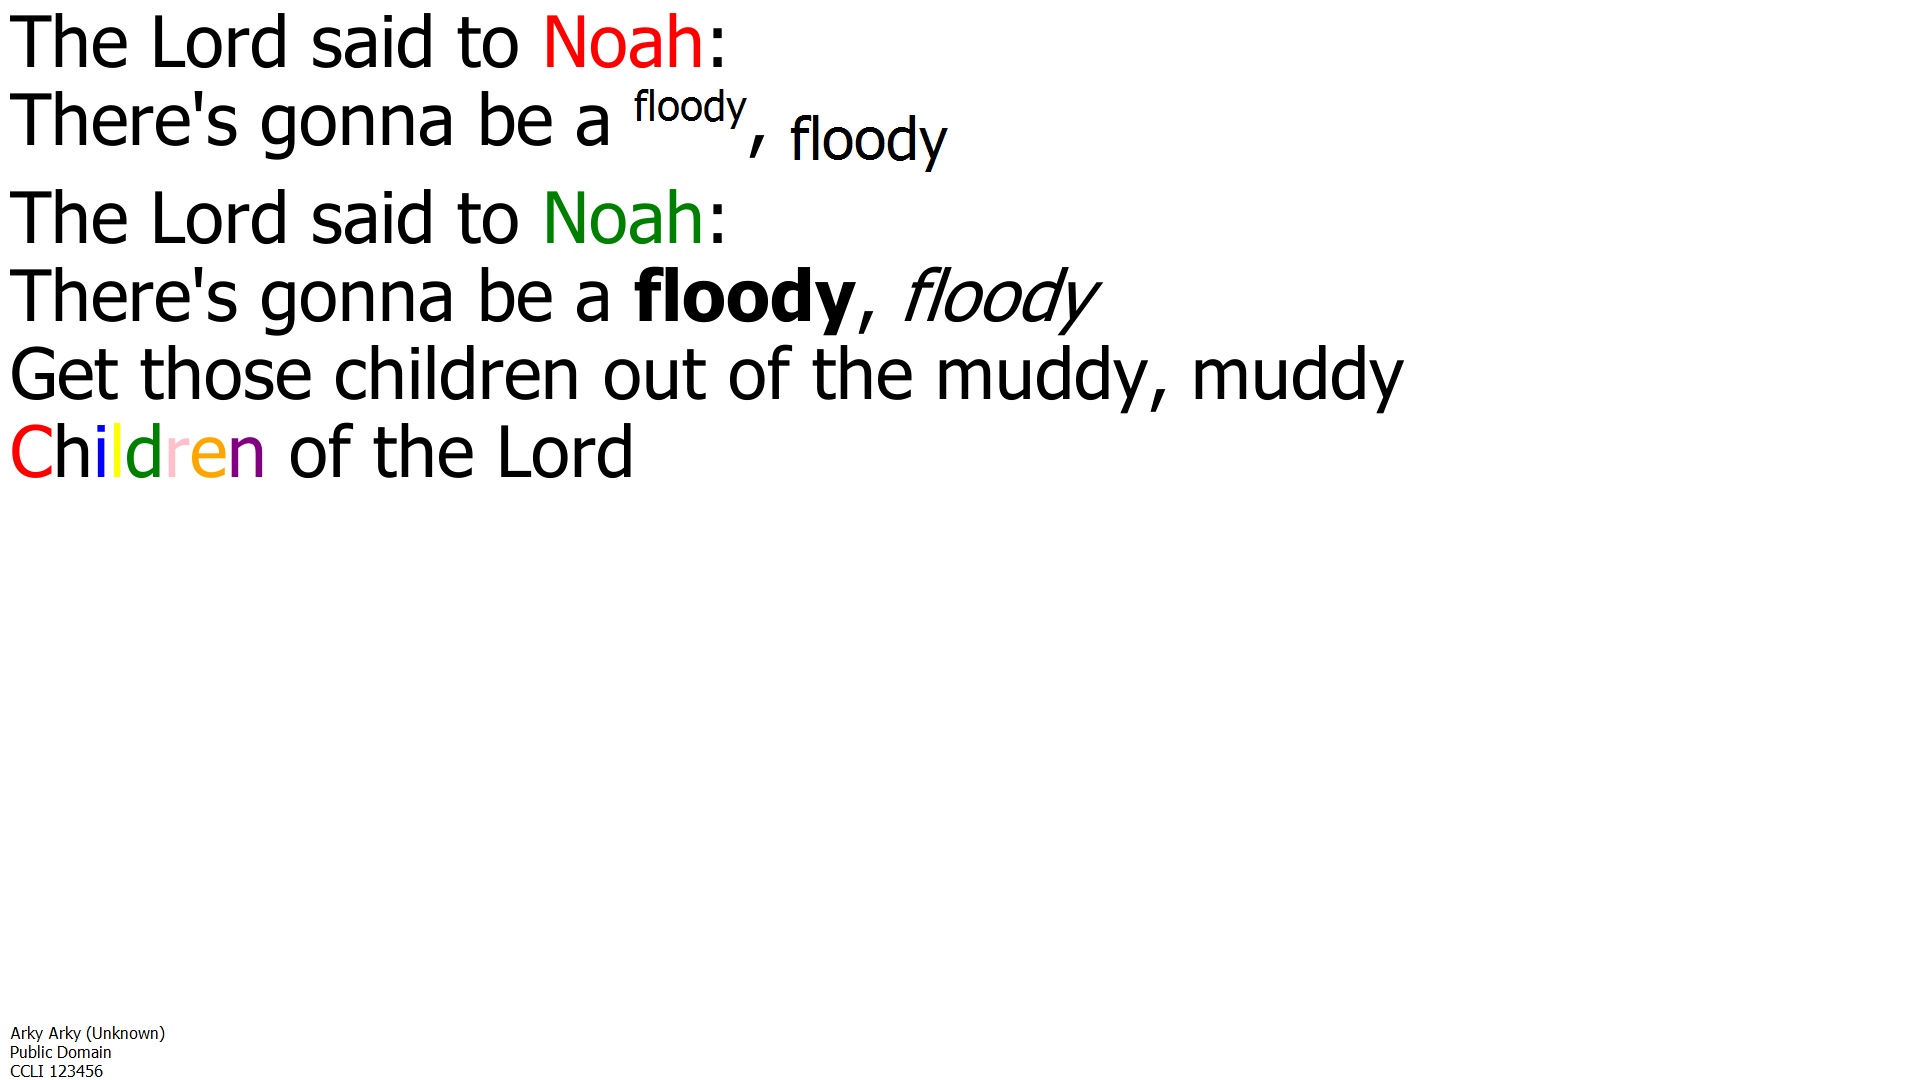 The Lord said to Noah:
There's gonna be a floody, floody
The Lord said to Noah:
There's gonna be a floody, floody
Get those children out of the muddy, muddy
Children of the Lord
Arky Arky (Unknown)
Public Domain
CCLI 123456